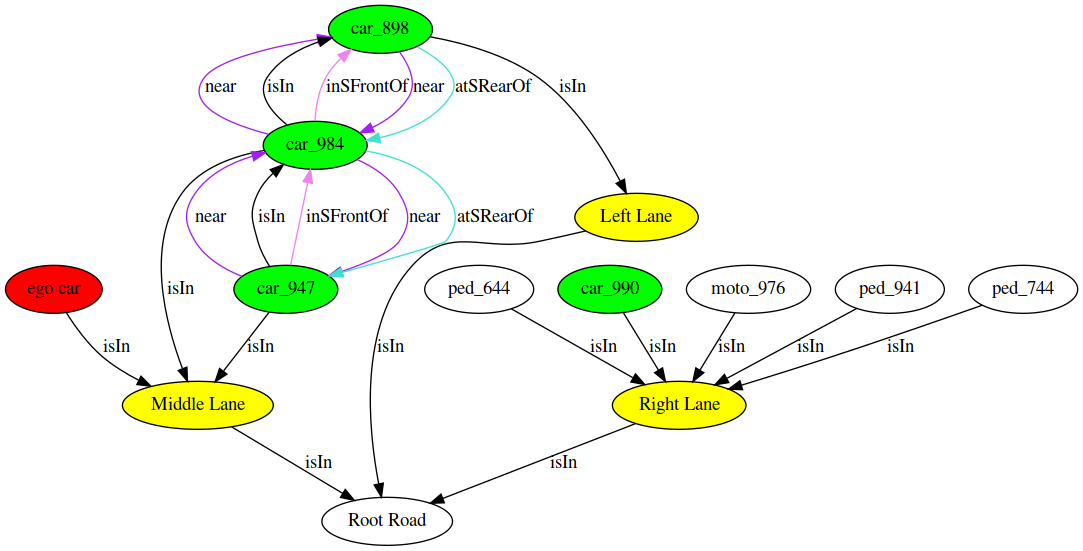 car_898
near
isIn
inSFrontOf
near
atSRearOf
isIn
car_984
near
isIn
inSFrontOf
near
atSRearOf
Left Lane
ego car
isIn
car_947
ped_644
car_990
moto_976
ped_941
ped_744
isIn
isIn
isIn
isIn
isIn
isIn
isIn
isIn
Middle Lane
Right Lane
isIn
isIn
Root Road